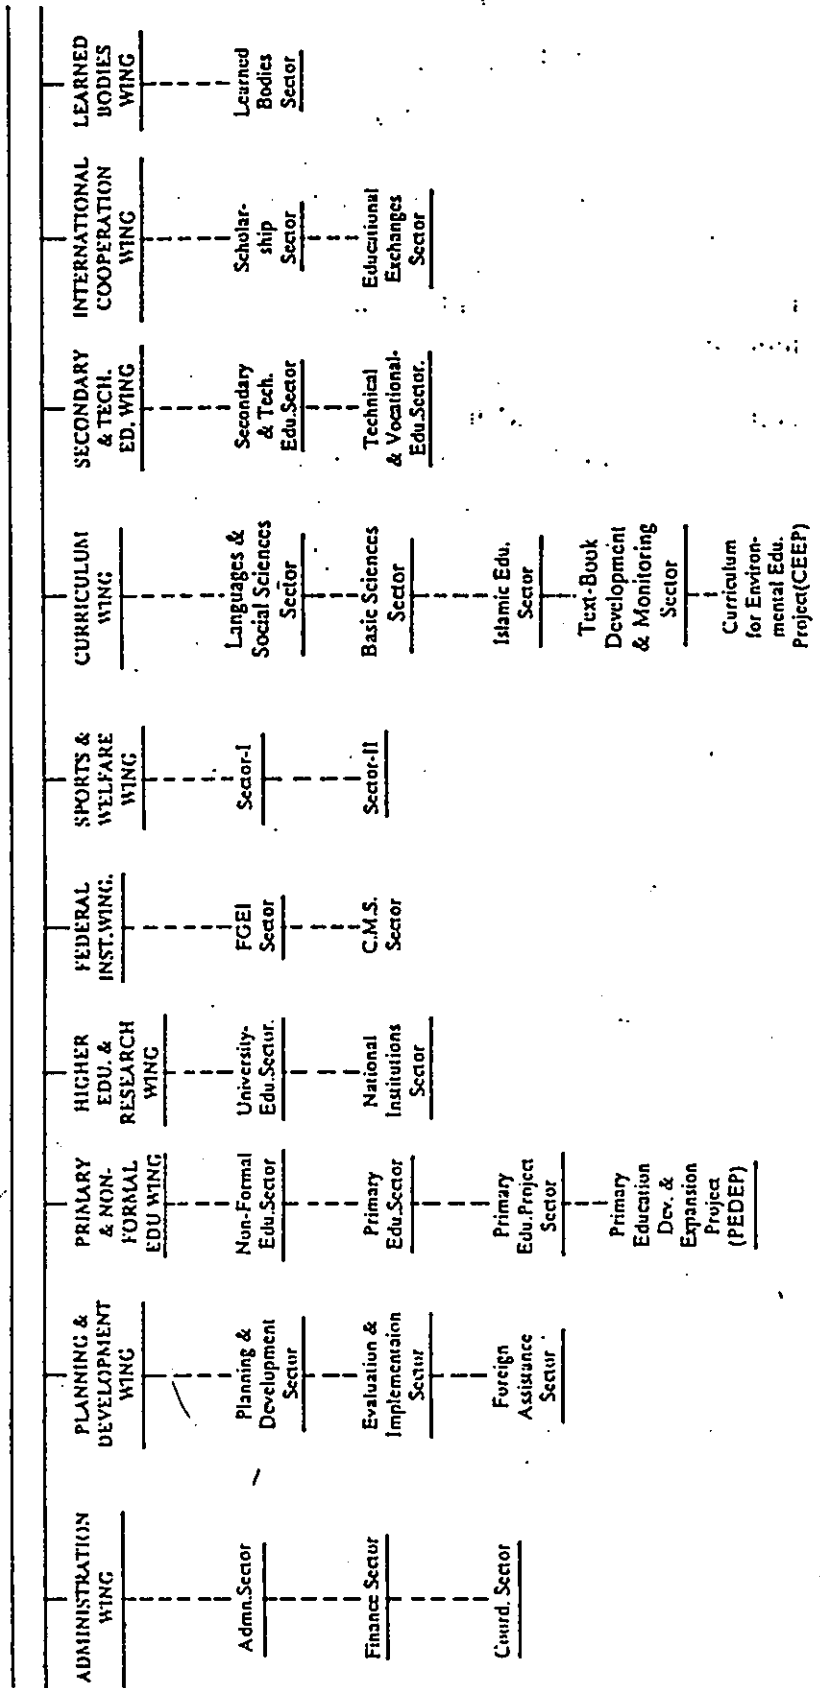 ADMINISTRATION
WING
Admn.Sector
Finance Sector
Coord. Sector
PLANNING &
DEVELOPMENT
WING
Planning &
Development
Sector
Evaluation &
Implementaion
Sector
Foreign
Assistance
Sector
PRIMARY
& NON-
FORMAL
EDU WING
Non-Formal
Edu.Sector
Primary
Edu.Sector
Primary
Edu.Project
Sector
Primary
Education
Dev. &
Expansion
Project
(PEDEP)
HIGHER
EDU. &
RESEARCH
WING
University-
Edu.Sector.
National
Institutions
Sector
FEDERAL
INST.WING.
FGEI
Sector
C.M.S.
Sector
SPORTS &
WELFARE
WING
Sector-I
Sector-II
CURRICULUM
WING
Languages &
Social Sciences
Sector
Basic Sciences
Sector
Islamic Edu.
Sector
Text-Book
Development
& Monitoring
Sector
Curriculum
for Environ-
mental Edu.
Project(CEEP)
SECONDARY
& TECH.
ED. WING
Secondary
& Tech.
Edu.Sector
Technical
& Vocational-
Edu.Sector.
INTERNATIONAL
COOPERATION
WING
Scholar-
ship
Sector
Educational
Exchanges
Sector
LEARNED
BODIES
WING
Learned
Bodies
Sector